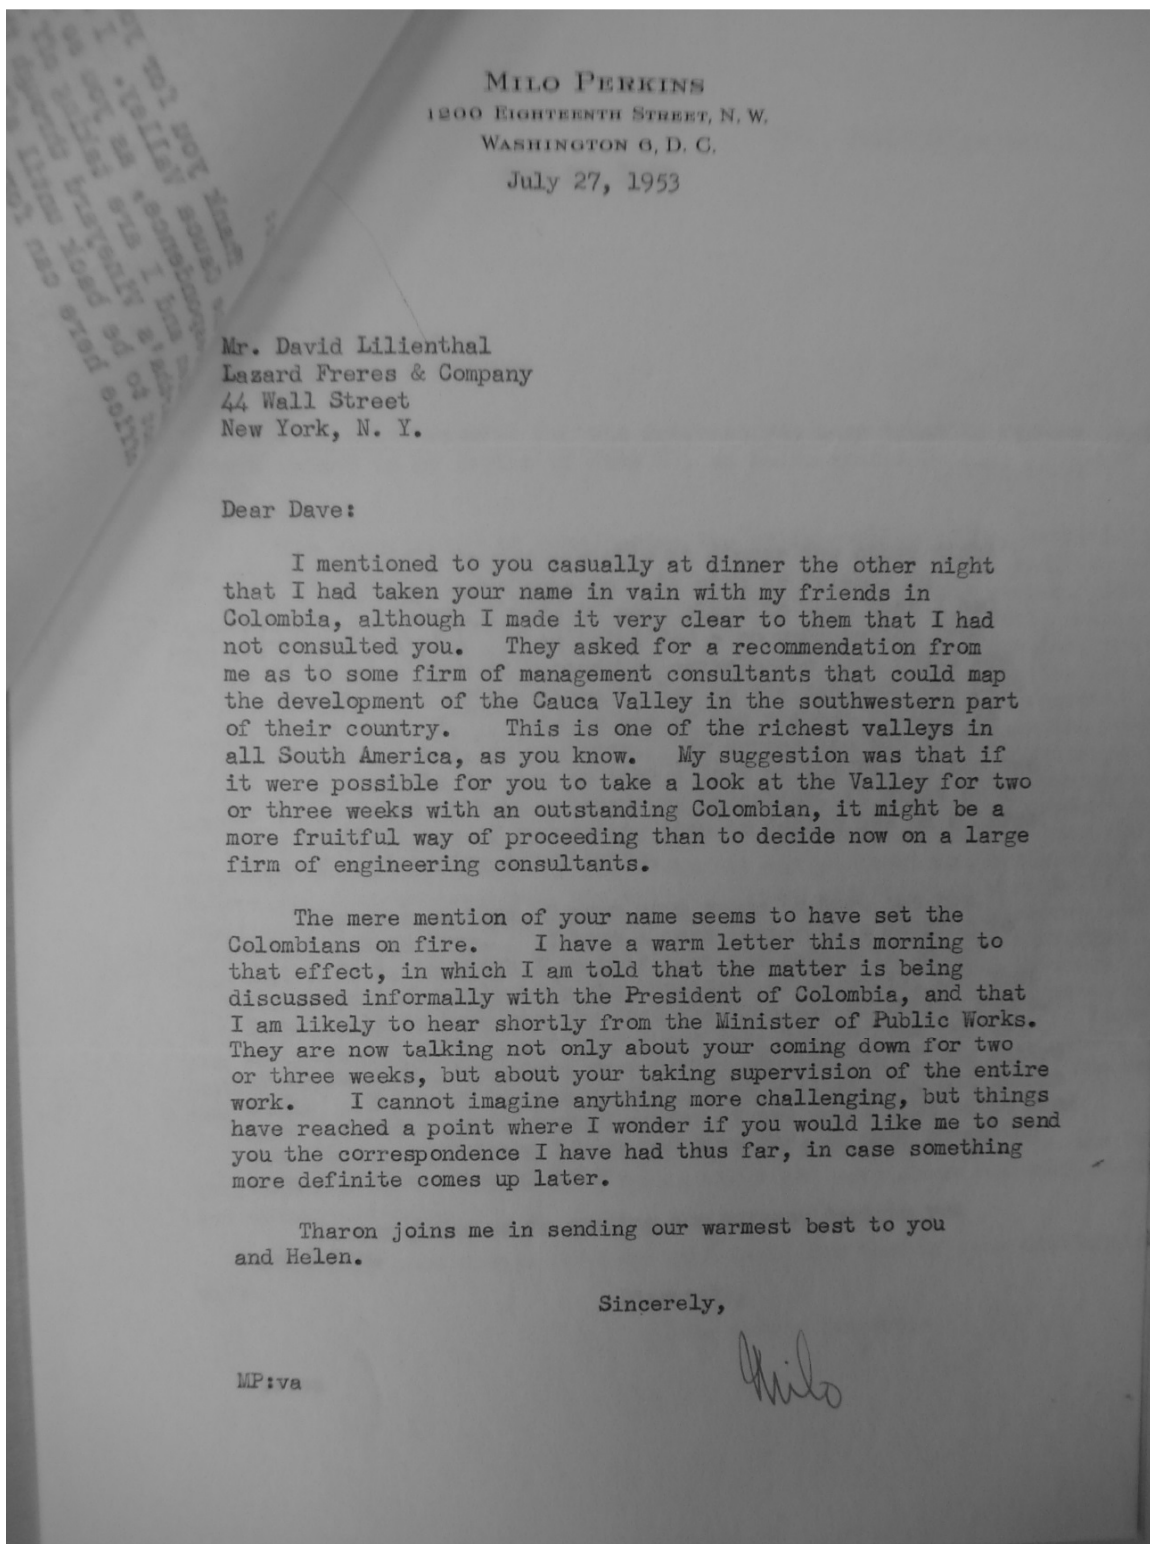 MILO PERKINS
1200 EIGHTEENTH STREET, N. W.
WASHINGTON 6, D. C.
July 27, 1953
Mr. David Lilienthal
Lazard Freres & Company
44 Wall Street
New York, N. Y.
Dear Dave:
I mentioned to you casually at dinner the other night
that I had taken your name in vain with my friends in
Colombia, although I made it very clear to them that I had
not consulted you. They asked for a recommendation from
me as to some firm of management consultants that could map
the development of the Cauca Valley in the southwestern part
of their country. This is one of the richest valleys in
all South America, as you know. My suggestion was that if
it were possible for you to take a look at the Valley for two
or three weeks with an outstanding Colombian, it might be a
more fruitful way of proceeding than to decide now on a large
firm of engineering consultants.
The mere mention of your name seems to have set the
Colombians on fire. I have a warm letter this morning to
that effect, in which I am told that the matter is being
discussed informally with the President of Colombia, and that
I am likely to hear shortly from the Minister of Public Works.
They are now talking not only about your coming down for two
or three weeks, but about your taking supervision of the entire
work. I cannot imagine anything more challenging, but things
have reached a point where I wonder if you would like me to send
you the correspondence I have had thus far, in case something
more definite comes up later.
Tharon joins me in sending our warmest best to you
and Helen.
Sincerely,
Milo
MP:va